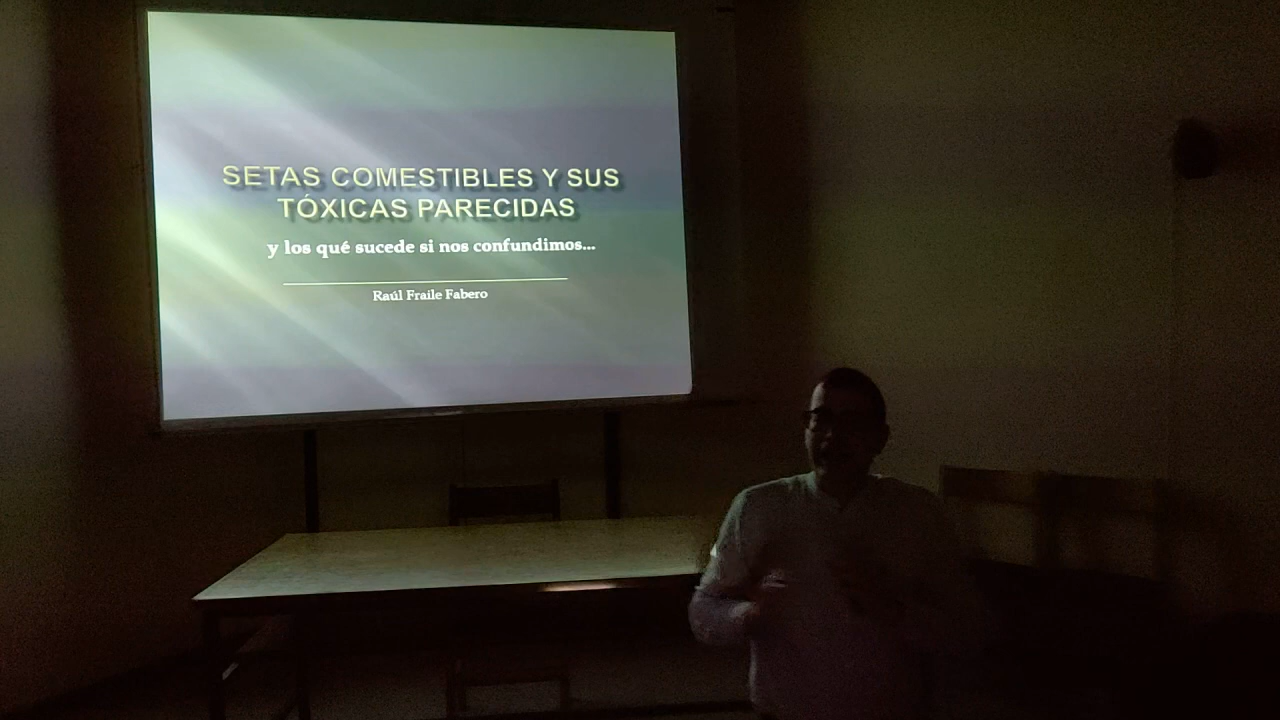 SETAS COMESTIBLES Y SUS
TÓXICAS PARECIDAS
y los qué sucede si nos confundimos...
Raúl Fraile Fabero